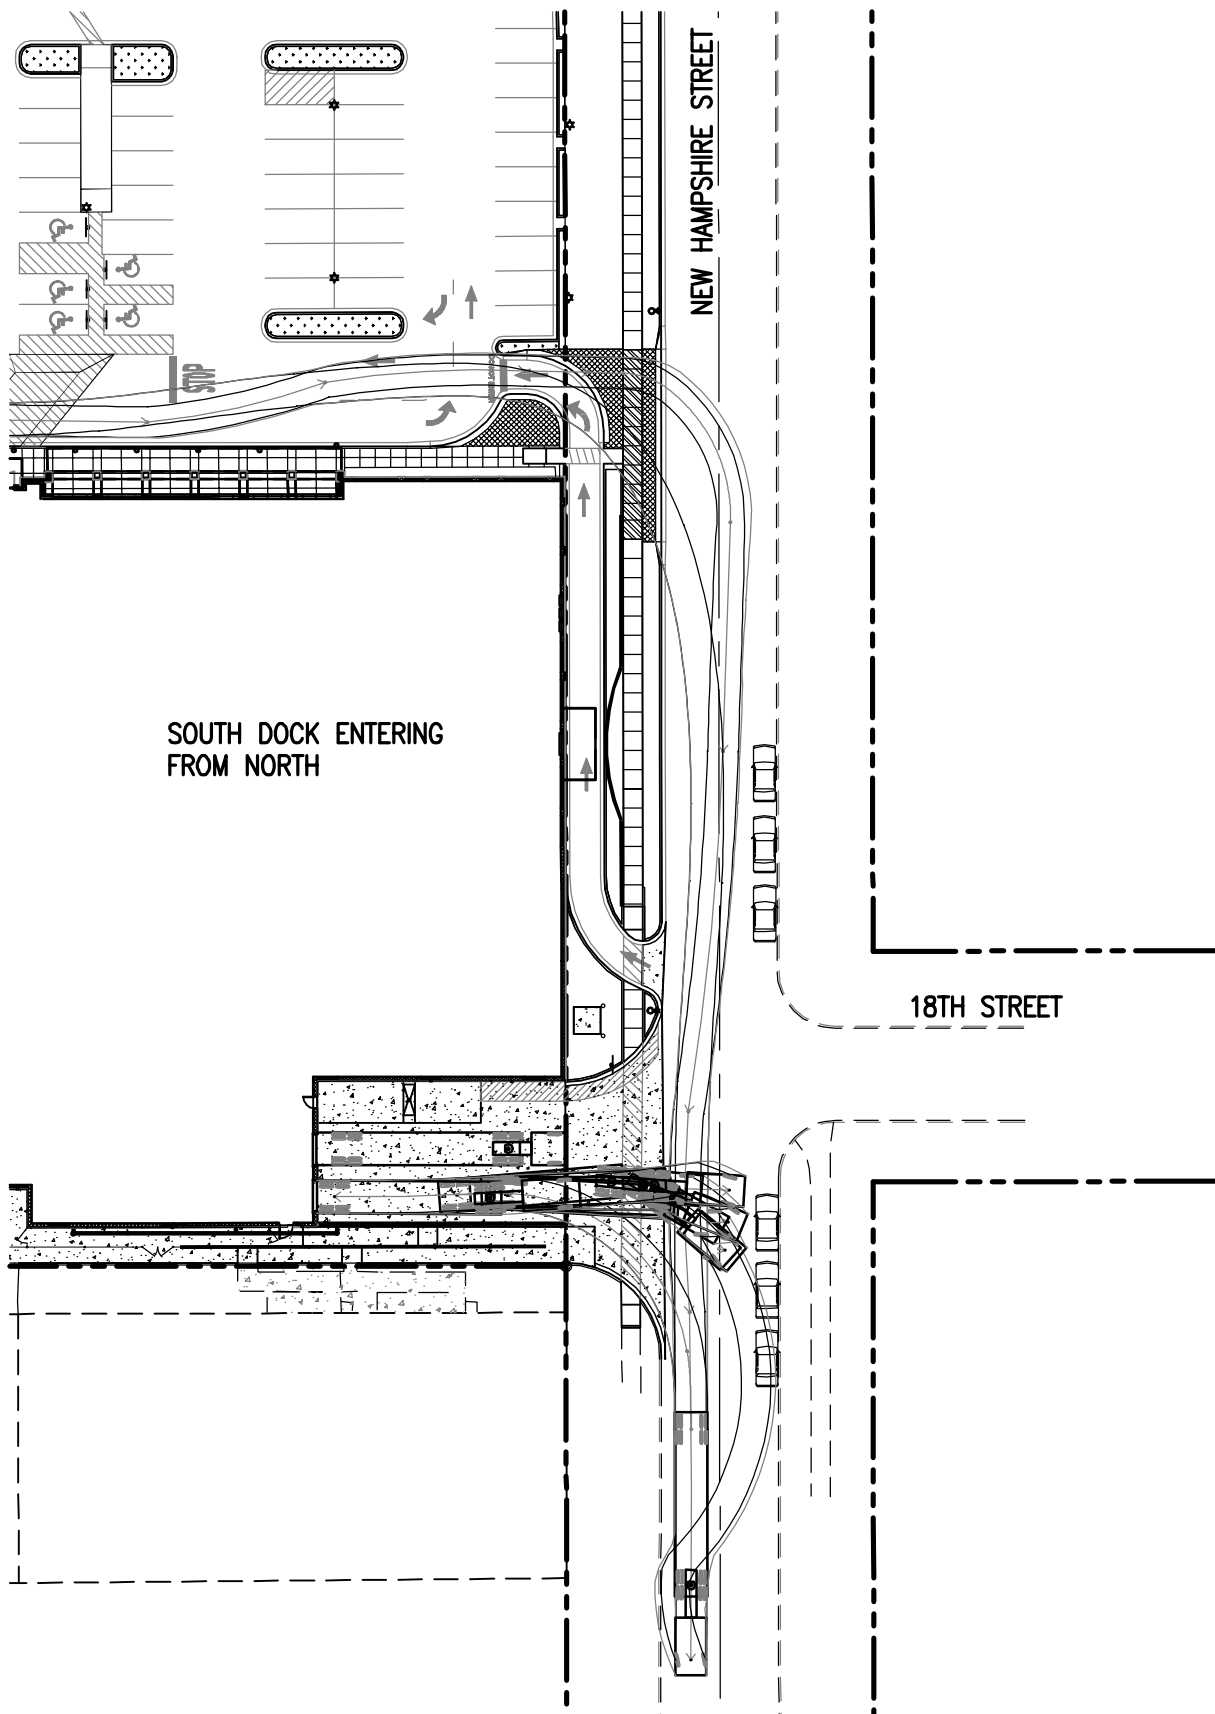 NEW HAMPSHIRE STREET
STOP
SOUTH DOCK ENTERING
FROM NORTH
18TH STREET